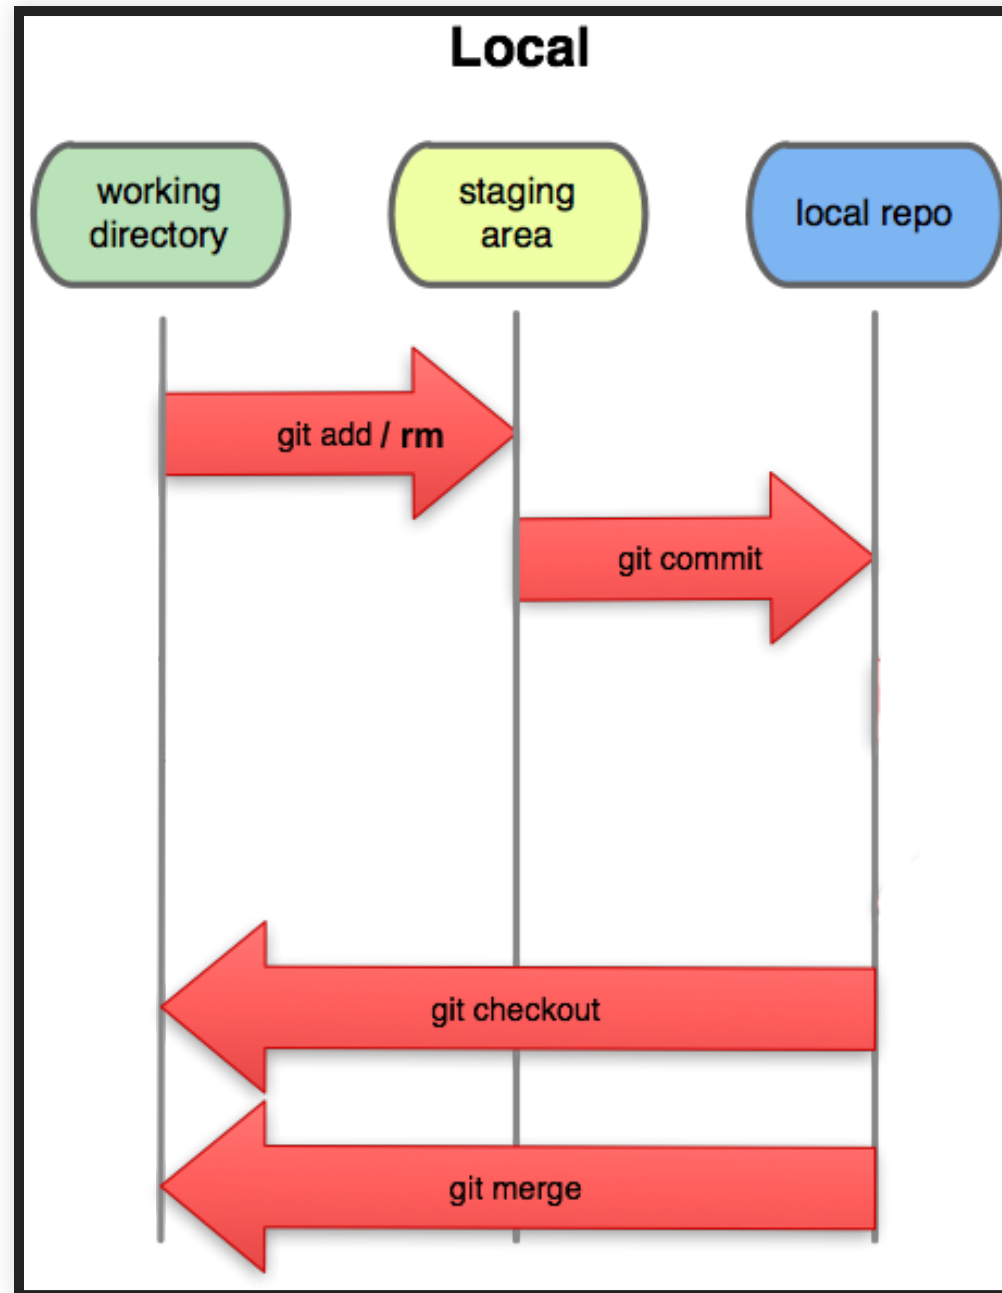 Local
working
directory
staging
area
local repo
git add / rm
git commit
git checkout
git merge